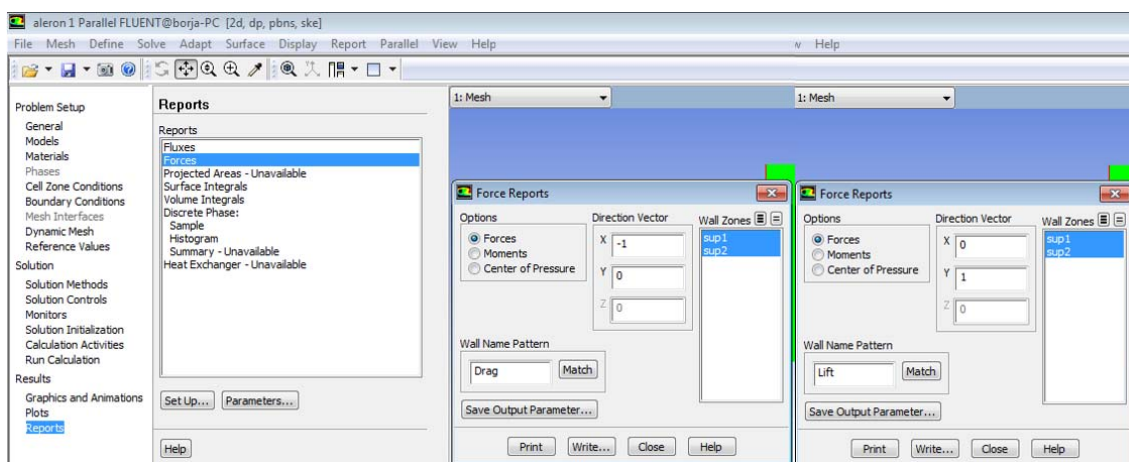 aleron 1 Parallel FLUENT@borja-PC [2d, dp, pbns, ske]
File Mesh Define Solve Adapt Surface Display Report Parallel View Help
Help
Problem Setup
General
Models
Materials
Phases
Cell Zone Conditions
Boundary Conditions
Mesh Interfaces
Dynamic Mesh
Reference Values
Solution
Solution Methods
Solution Controls
Monitors
Solution Initialization
Calculation Activities
Run Calculation
Results
Graphics and Animations
Plots
Reports
Reports
Reports
Fluxes
Forces
Projected Areas - Unavailable
Surface Integrals
Volume Integrals
Discrete Phase:
Sample
Histogram
Summary - Unavailable
Heat Exchanger - Unavailable
Set Up... Parameters...
Help
1: Mesh
Force Reports
Options
Forces
Moments
Center of Pressure
Direction Vector
X -1
Y 0
Z 0
Wall Zones
sup1
sup2
Wall Name Pattern
Drag Match
Save Output Parameter...
Print Write... Close Help
1: Mesh
Force Reports
Options
Forces
Moments
Center of Pressure
Direction Vector
X 0
Y 1
Z 0
Wall Zones
sup1
sup2
Wall Name Pattern
Lift Match
Save Output Parameter...
Print Write... Close Help